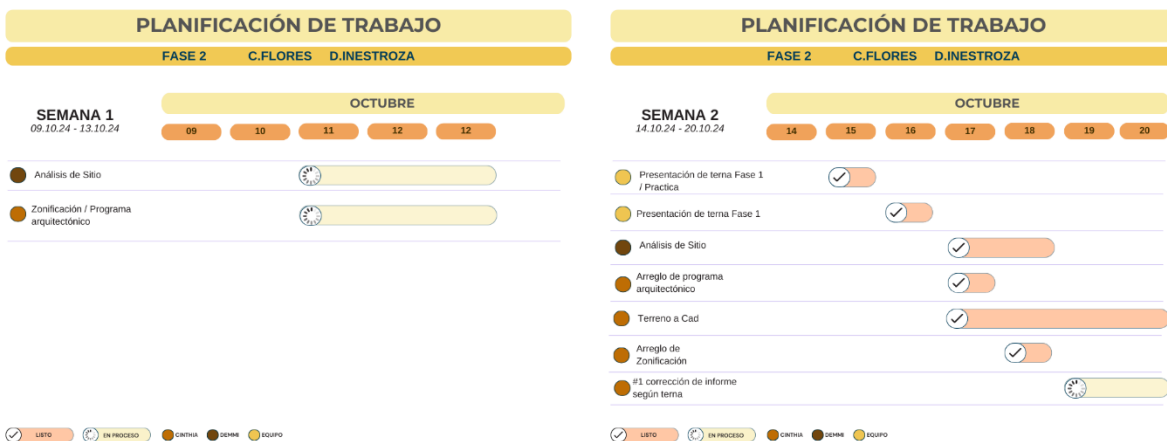 PLANIFICACIÓN DE TRABAJO
FASE 2 C.FLORES D.INESTROZA
SEMANA 1
09.10.24 - 13.10.24
OCTUBRE
09 10 11 12 12
Análisis de Sitio
Zonificación / Programa
arquitectónico
LISTO EN PROCESO CINTHIA DEMMI EQUIPO
PLANIFICACIÓN DE TRABAJO
FASE 2 C.FLORES D.INESTROZA
SEMANA 2
14.10.24 - 20.10.24
OCTUBRE
14 15 16 17 18 19 20
Presentación de terna Fase 1
/ Practica
Presentación de terna Fase 1
Análisis de Sitio
Arreglo de programa
arquitectónico
Terreno a Cad
Arreglo de
Zonificación
#1 corrección de informe
según terna
LISTO EN PROCESO CINTHIA DEMMI EQUIPO